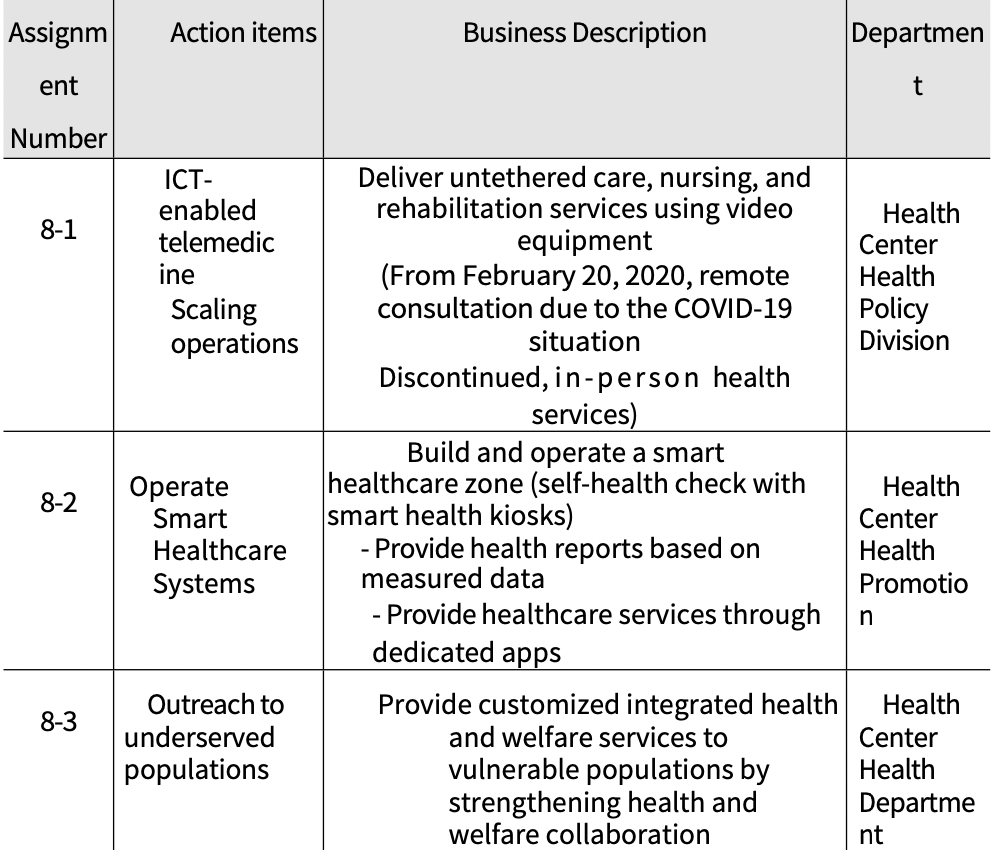 Assignm
ent
Number
Action items
Business Description
Departmen
t
8-1
ICT-
enabled
telemedic
ine
Scaling
operations
Deliver untethered care, nursing, and
rehabilitation services using video
equipment
(From February 20, 2020, remote
consultation due to the COVID-19
situation
Discontinued, in-person health
services)
Health
Center
Health
Policy
Division
8-2
Operate
Smart
Healthcare
Systems
Build and operate a smart
healthcare zone (self-health check with
smart health kiosks)
- Provide health reports based on
measured data
- Provide healthcare services through
dedicated apps
Health
Center
Health
Promotio
n
8-3
Outreach to
underserved
populations
Provide customized integrated health
and welfare services to
vulnerable populations by
strengthening health and
welfare collaboration
Health
Center
Health
Departme
nt